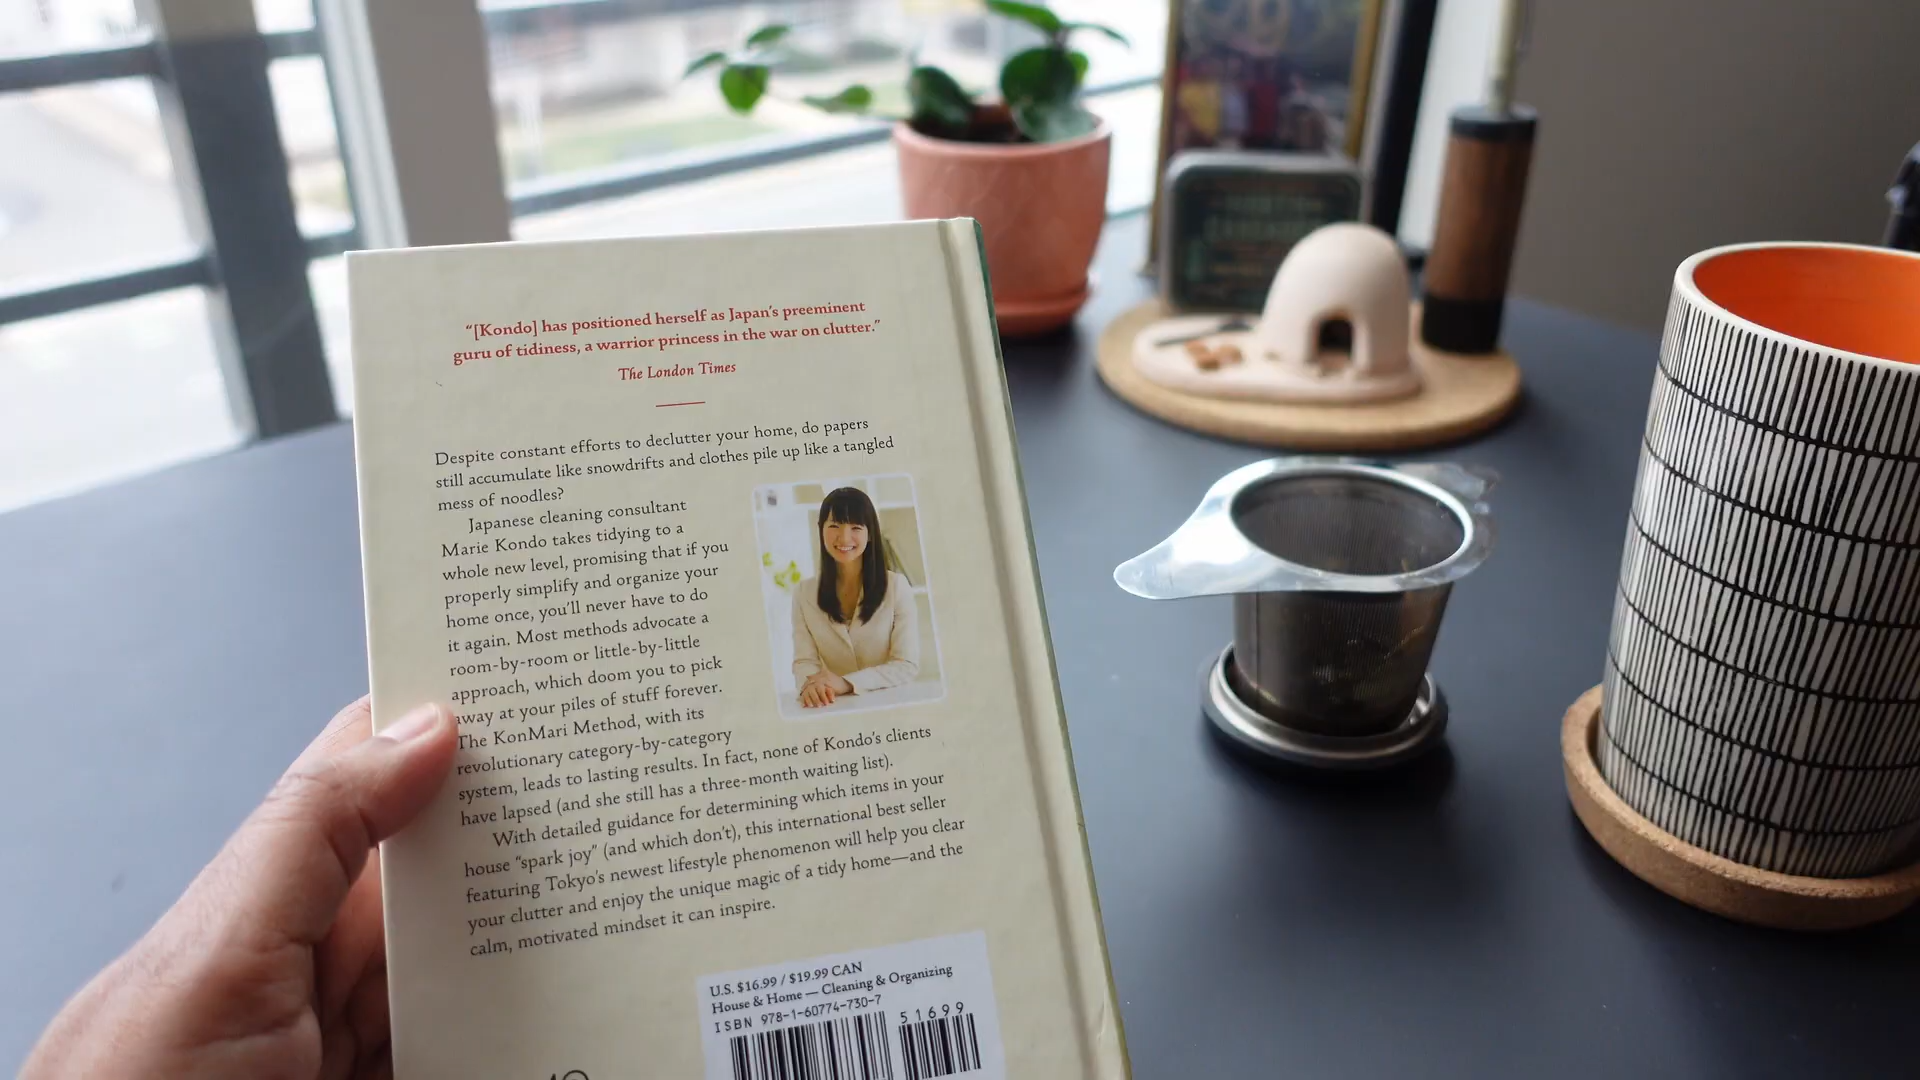 “[Kondo] has positioned herself as Japan’s preeminent
guru of tidiness, a warrior princess in the war on clutter.”
The London Times
Despite constant efforts to declutter your home, do papers
still accumulate like snowdrifts and clothes pile up like a tangled
mess of noodles?
Japanese cleaning consultant
Marie Kondo takes tidying to a
whole new level, promising that if you
properly simplify and organize your
home once, you’ll never have to do
it again. Most methods advocate a
room-by-room or little-by-little
approach, which doom you to pick
away at your piles of stuff forever.
The KonMari Method, with its
revolutionary category-by-category
system, leads to lasting results. In fact, none of Kondo’s clients
have lapsed (and she still has a three-month waiting list).
With detailed guidance for determining which items in your
house “spark joy” (and which don’t), this international best seller
featuring Tokyo’s newest lifestyle phenomenon will help you clear
your clutter and enjoy the unique magic of a tidy home—and the
calm, motivated mindset it can inspire.
U.S. $16.99 / $19.99 CAN
House & Home — Cleaning & Organizing
ISBN 978-1-60774-730-7
51699